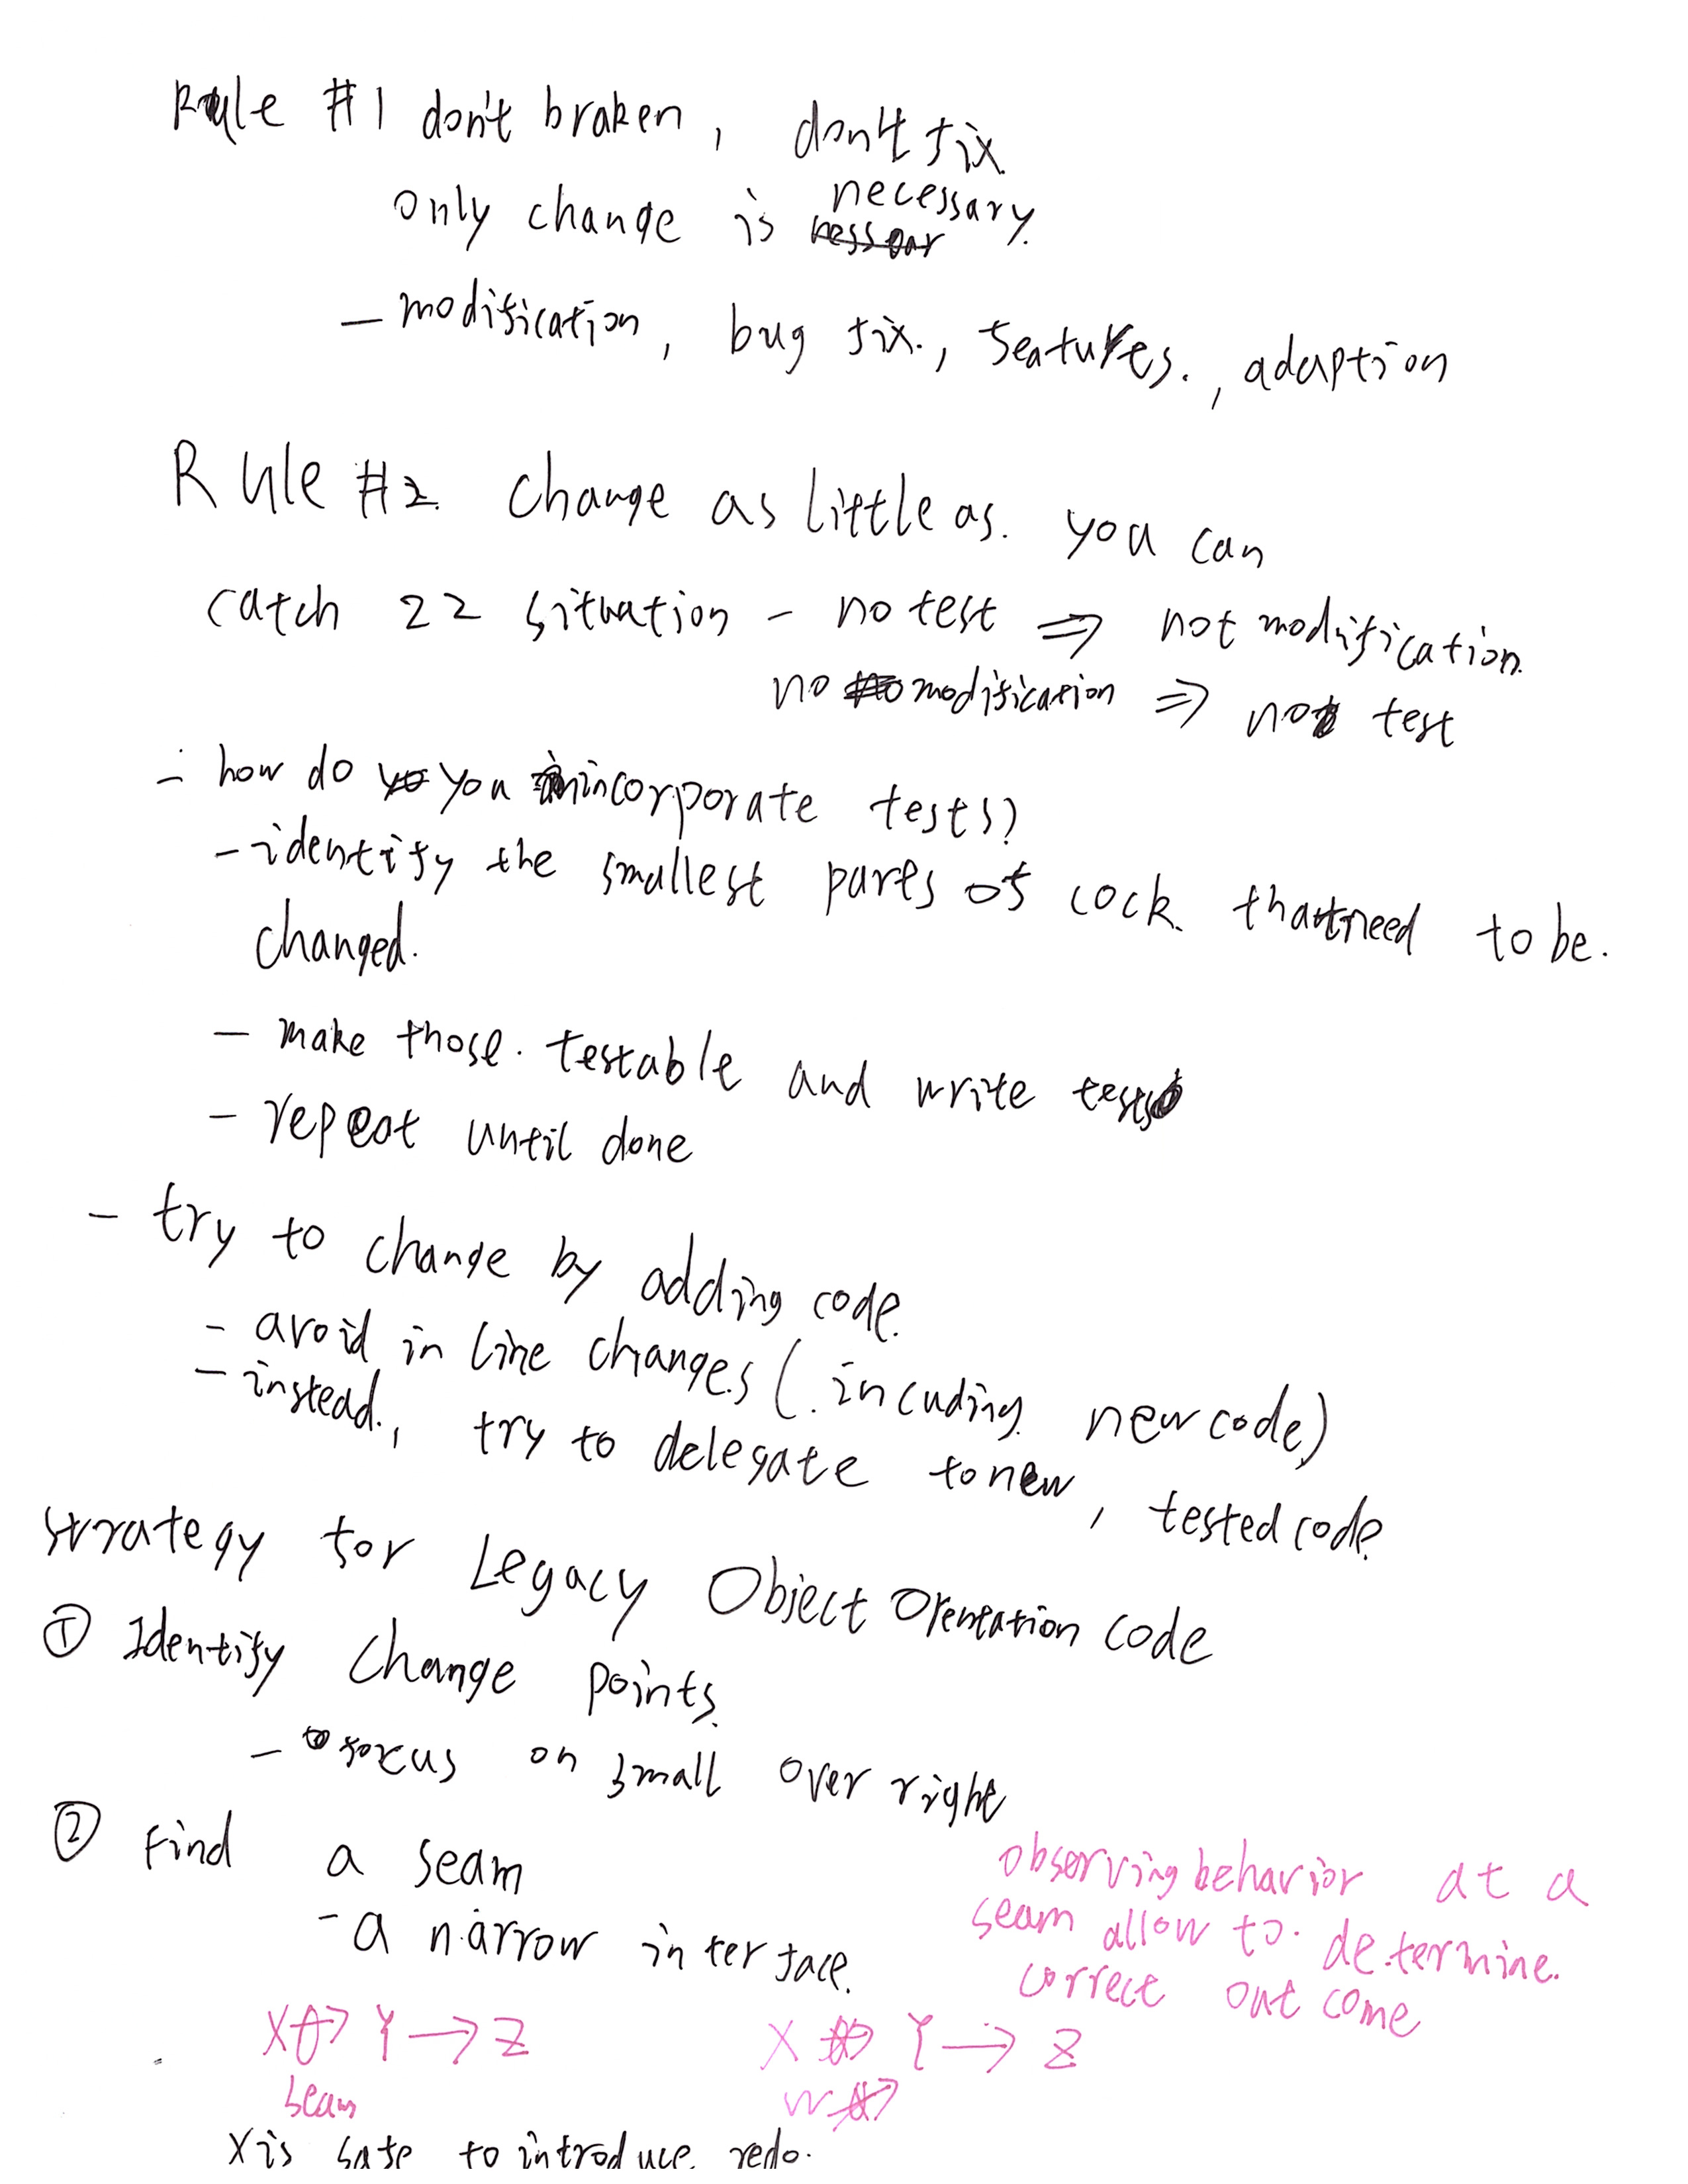 Rule #1 don't braken, don't fix
only change is necessary.
- modification, bug fix., features., adaption
Rule #2. Change as little as. you can
catch 22 situation - no test ⇒ not modification.
no modification ⇒ not test
- how do you incorporate tests?
- identify the smallest parts of cock. that need to be.
changed.
- make those. testable and write tests
- repeat until done
- try to change by adding code.
- avoid in line changes (. incuding new code)
- instead., try to delegate to new, tested code
strategy for Legacy Object Orentation code
① Identify Change points.
- focus on small over right
② Find a seam
- a narrow interface.
observing behavior at a
seam allow to. determine.
correct out come
X → Y → Z
seam
X → Y → Z
W →
X is safe to introduce redo.